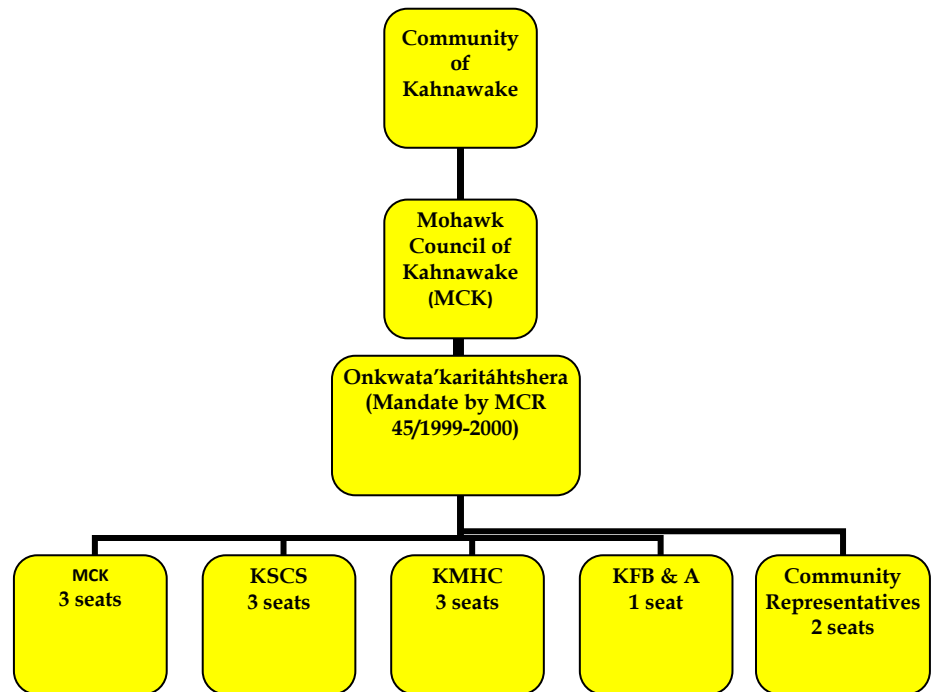 Community
of
Kahnawake
Mohawk
Council of
Kahnawake
(MCK)
Onkwata’karitáhtshera
(Mandate by MCR
45/1999-2000)
MCK
3 seats
KSCS
3 seats
KMHC
3 seats
KFB & A
1 seat
Community
Representatives
2 seats